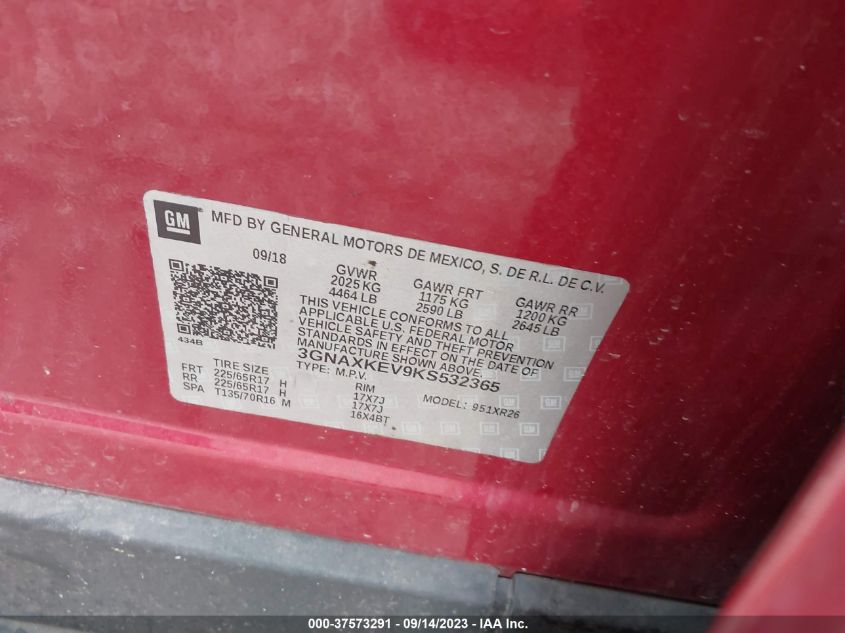 GM MFD BY GENERAL MOTORS DE MEXICO, S. DE R.L. DE C.V.
09/18 GVWR GAWR FRT GAWR RR
2025 KG 1175 KG 1200 KG
4464 LB 2590 LB 2645 LB
THIS VEHICLE CONFORMS TO ALL
APPLICABLE U.S. FEDERAL MOTOR
VEHICLE SAFETY AND THEFT PREVENTION
STANDARDS IN EFFECT ON THE DATE OF
MANUFACTURE SHOWN ABOVE.
434B
3GNAXKEV9KS532365
TYPE: M.P.V. MODEL: 951XR26
TIRE SIZE RIM
FRT 225/65R17 H 17X7J
RR 225/65R17 H 17X7J
SPA T135/70R16 M 16X4BT
000-37573291 - 09/14/2023 - IAAI.COM